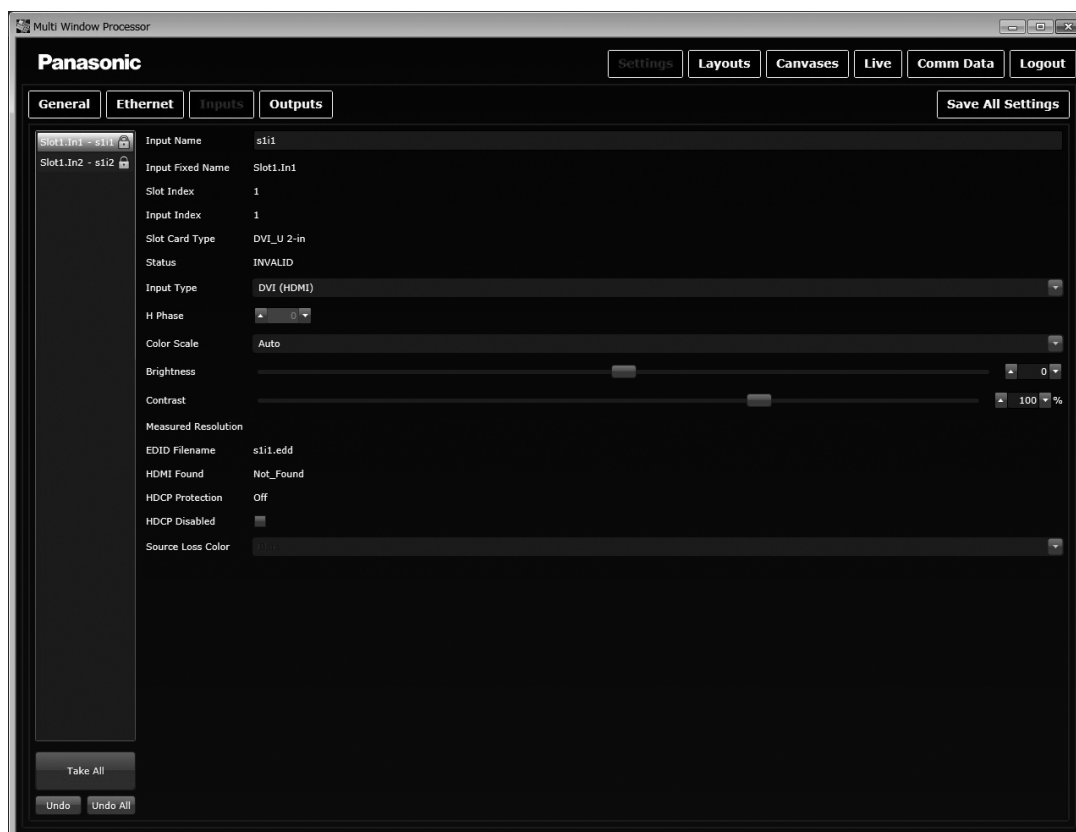 Multi Window Processor
Panasonic
Settings Layouts Canvases Live Comm Data Logout
General Ethernet Inputs Outputs Save All Settings
Slot1.In1 - s1i1
Slot1.In2 - s1i2
Input Name s1i1
Input Fixed Name Slot1.In1
Slot Index 1
Input Index 1
Slot Card Type DVI_U 2-in
Status INVALID
Input Type DVI (HDMI)
H Phase 0
Color Scale Auto
Brightness 0
Contrast 100 %
Measured Resolution
EDID Filename s1i1.edd
HDMI Found Not_Found
HDCP Protection Off
HDCP Disabled
Source Loss Color
Take All
Undo Undo All